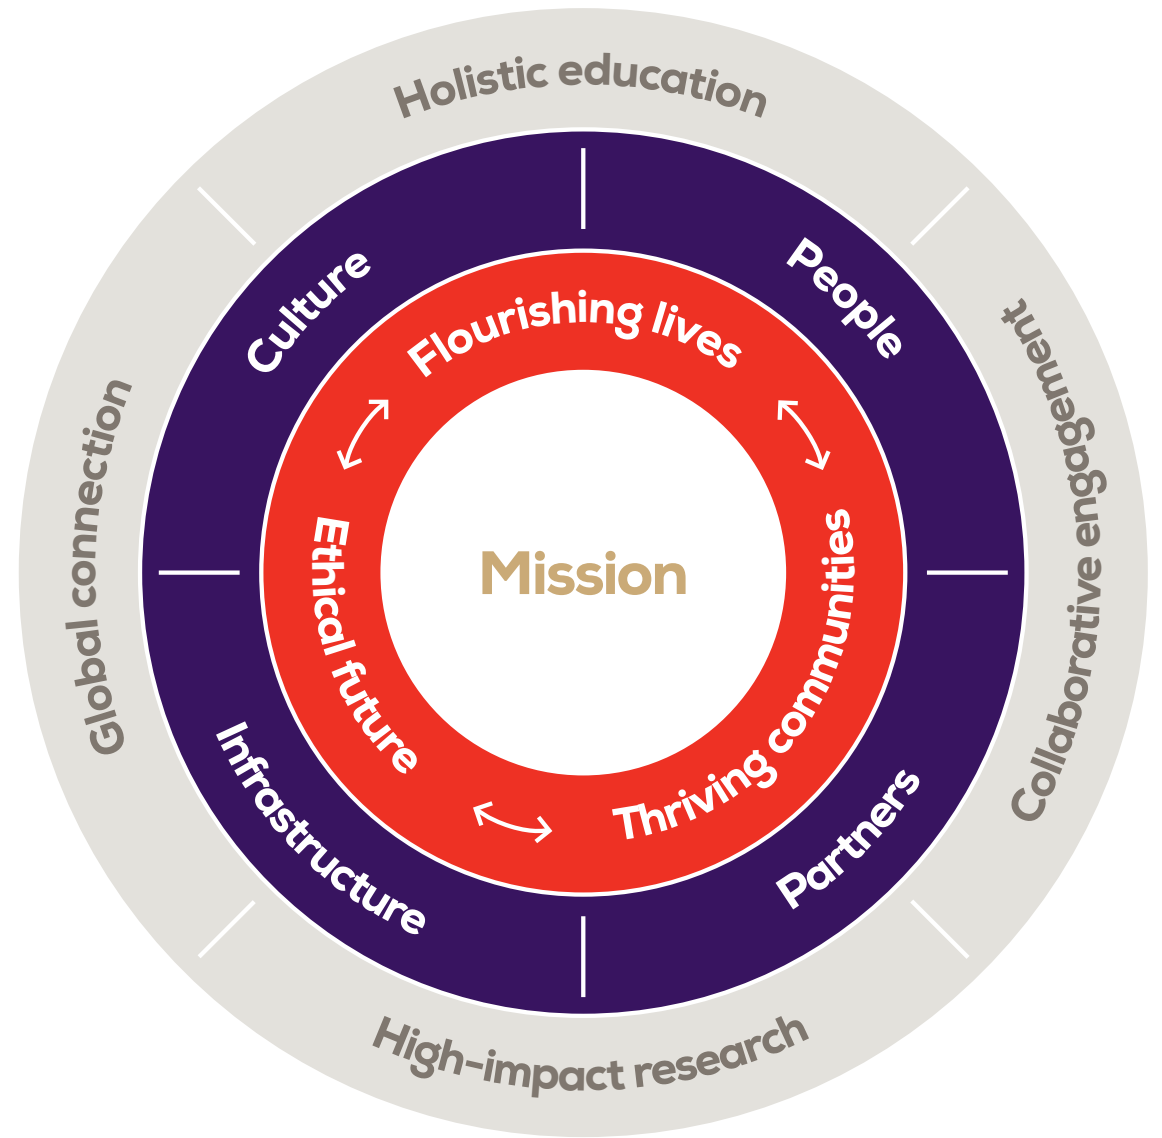 Holistic education
Collaborative engagement
High-impact research
Global connection
Culture
People
Partners
Infrastructure
Flourishing lives
Thriving communities
Ethical future
Mission